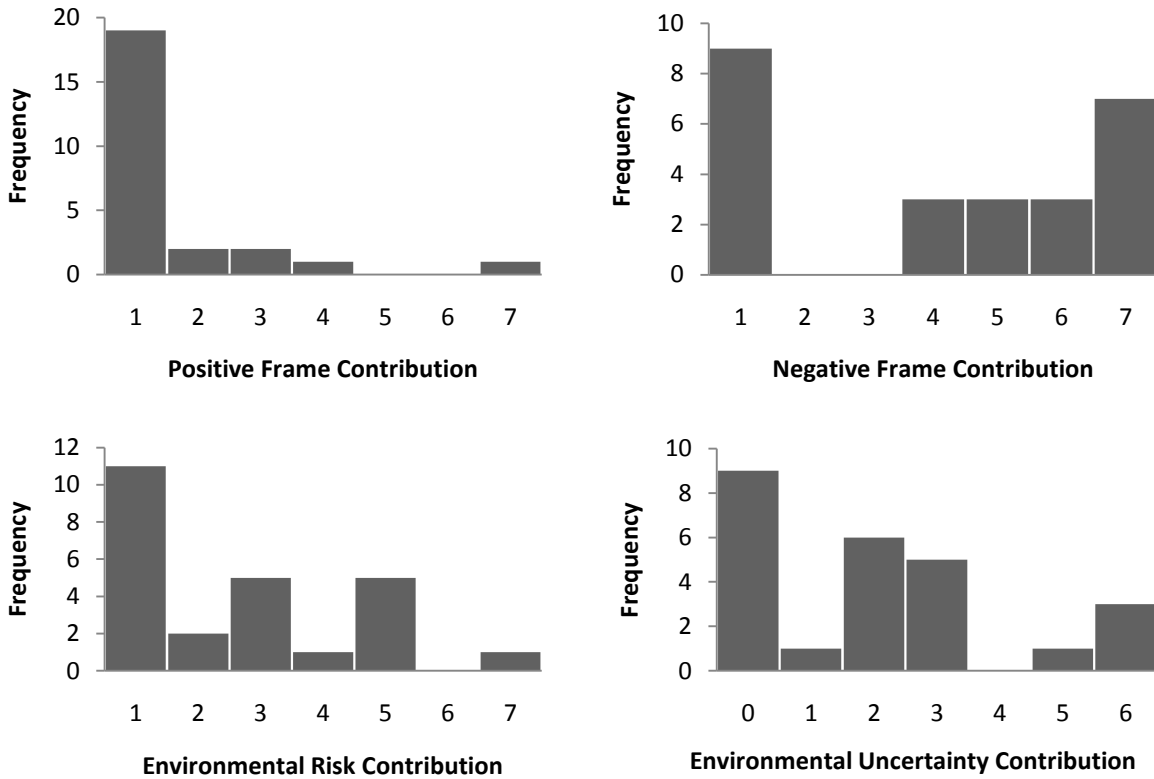 20
15
10
5
0
Frequency
1 2 3 4 5 6 7
Positive Frame Contribution
10
8
6
4
2
0
Frequency
1 2 3 4 5 6 7
Negative Frame Contribution
12
10
8
6
4
2
0
Frequency
1 2 3 4 5 6 7
Environmental Risk Contribution
10
8
6
4
2
0
Frequency
0 1 2 3 4 5 6
Environmental Uncertainty Contribution